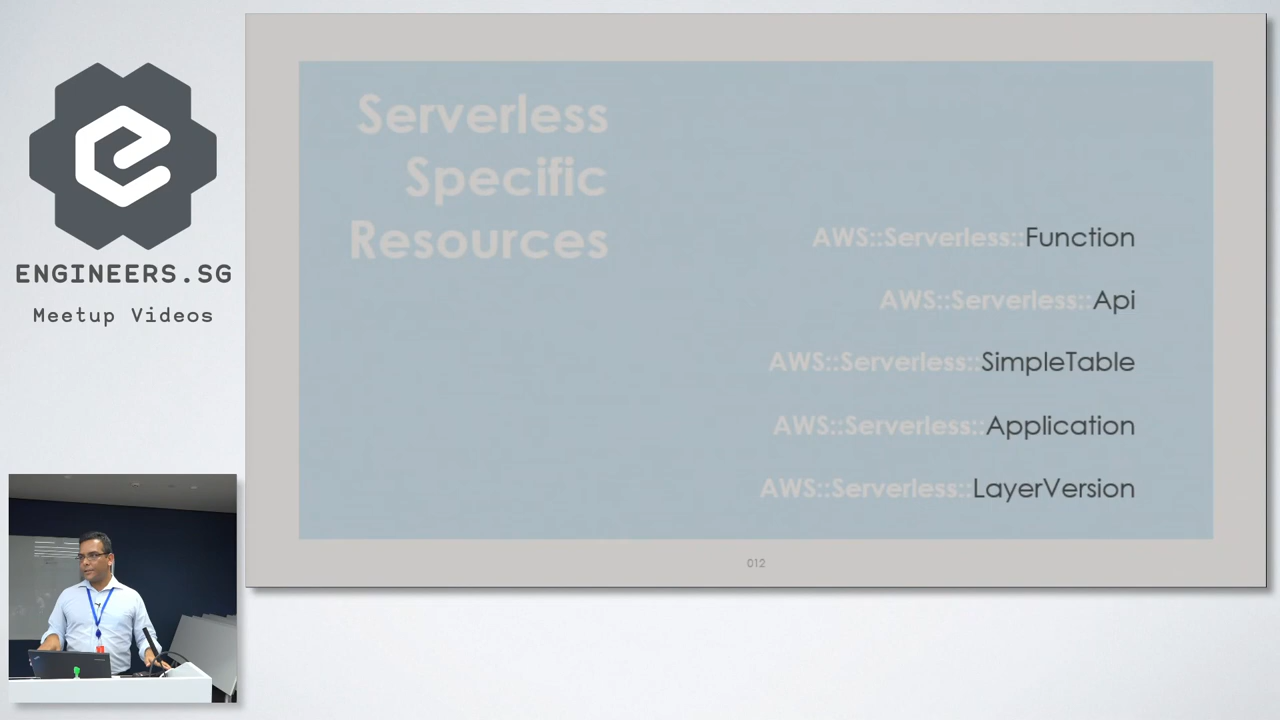 ENGINEERS.SG
Meetup Videos
Serverless
Specific
Resources
AWS::Serverless::Function
AWS::Serverless::Api
AWS::Serverless::SimpleTable
AWS::Serverless::Application
AWS::Serverless::LayerVersion
012